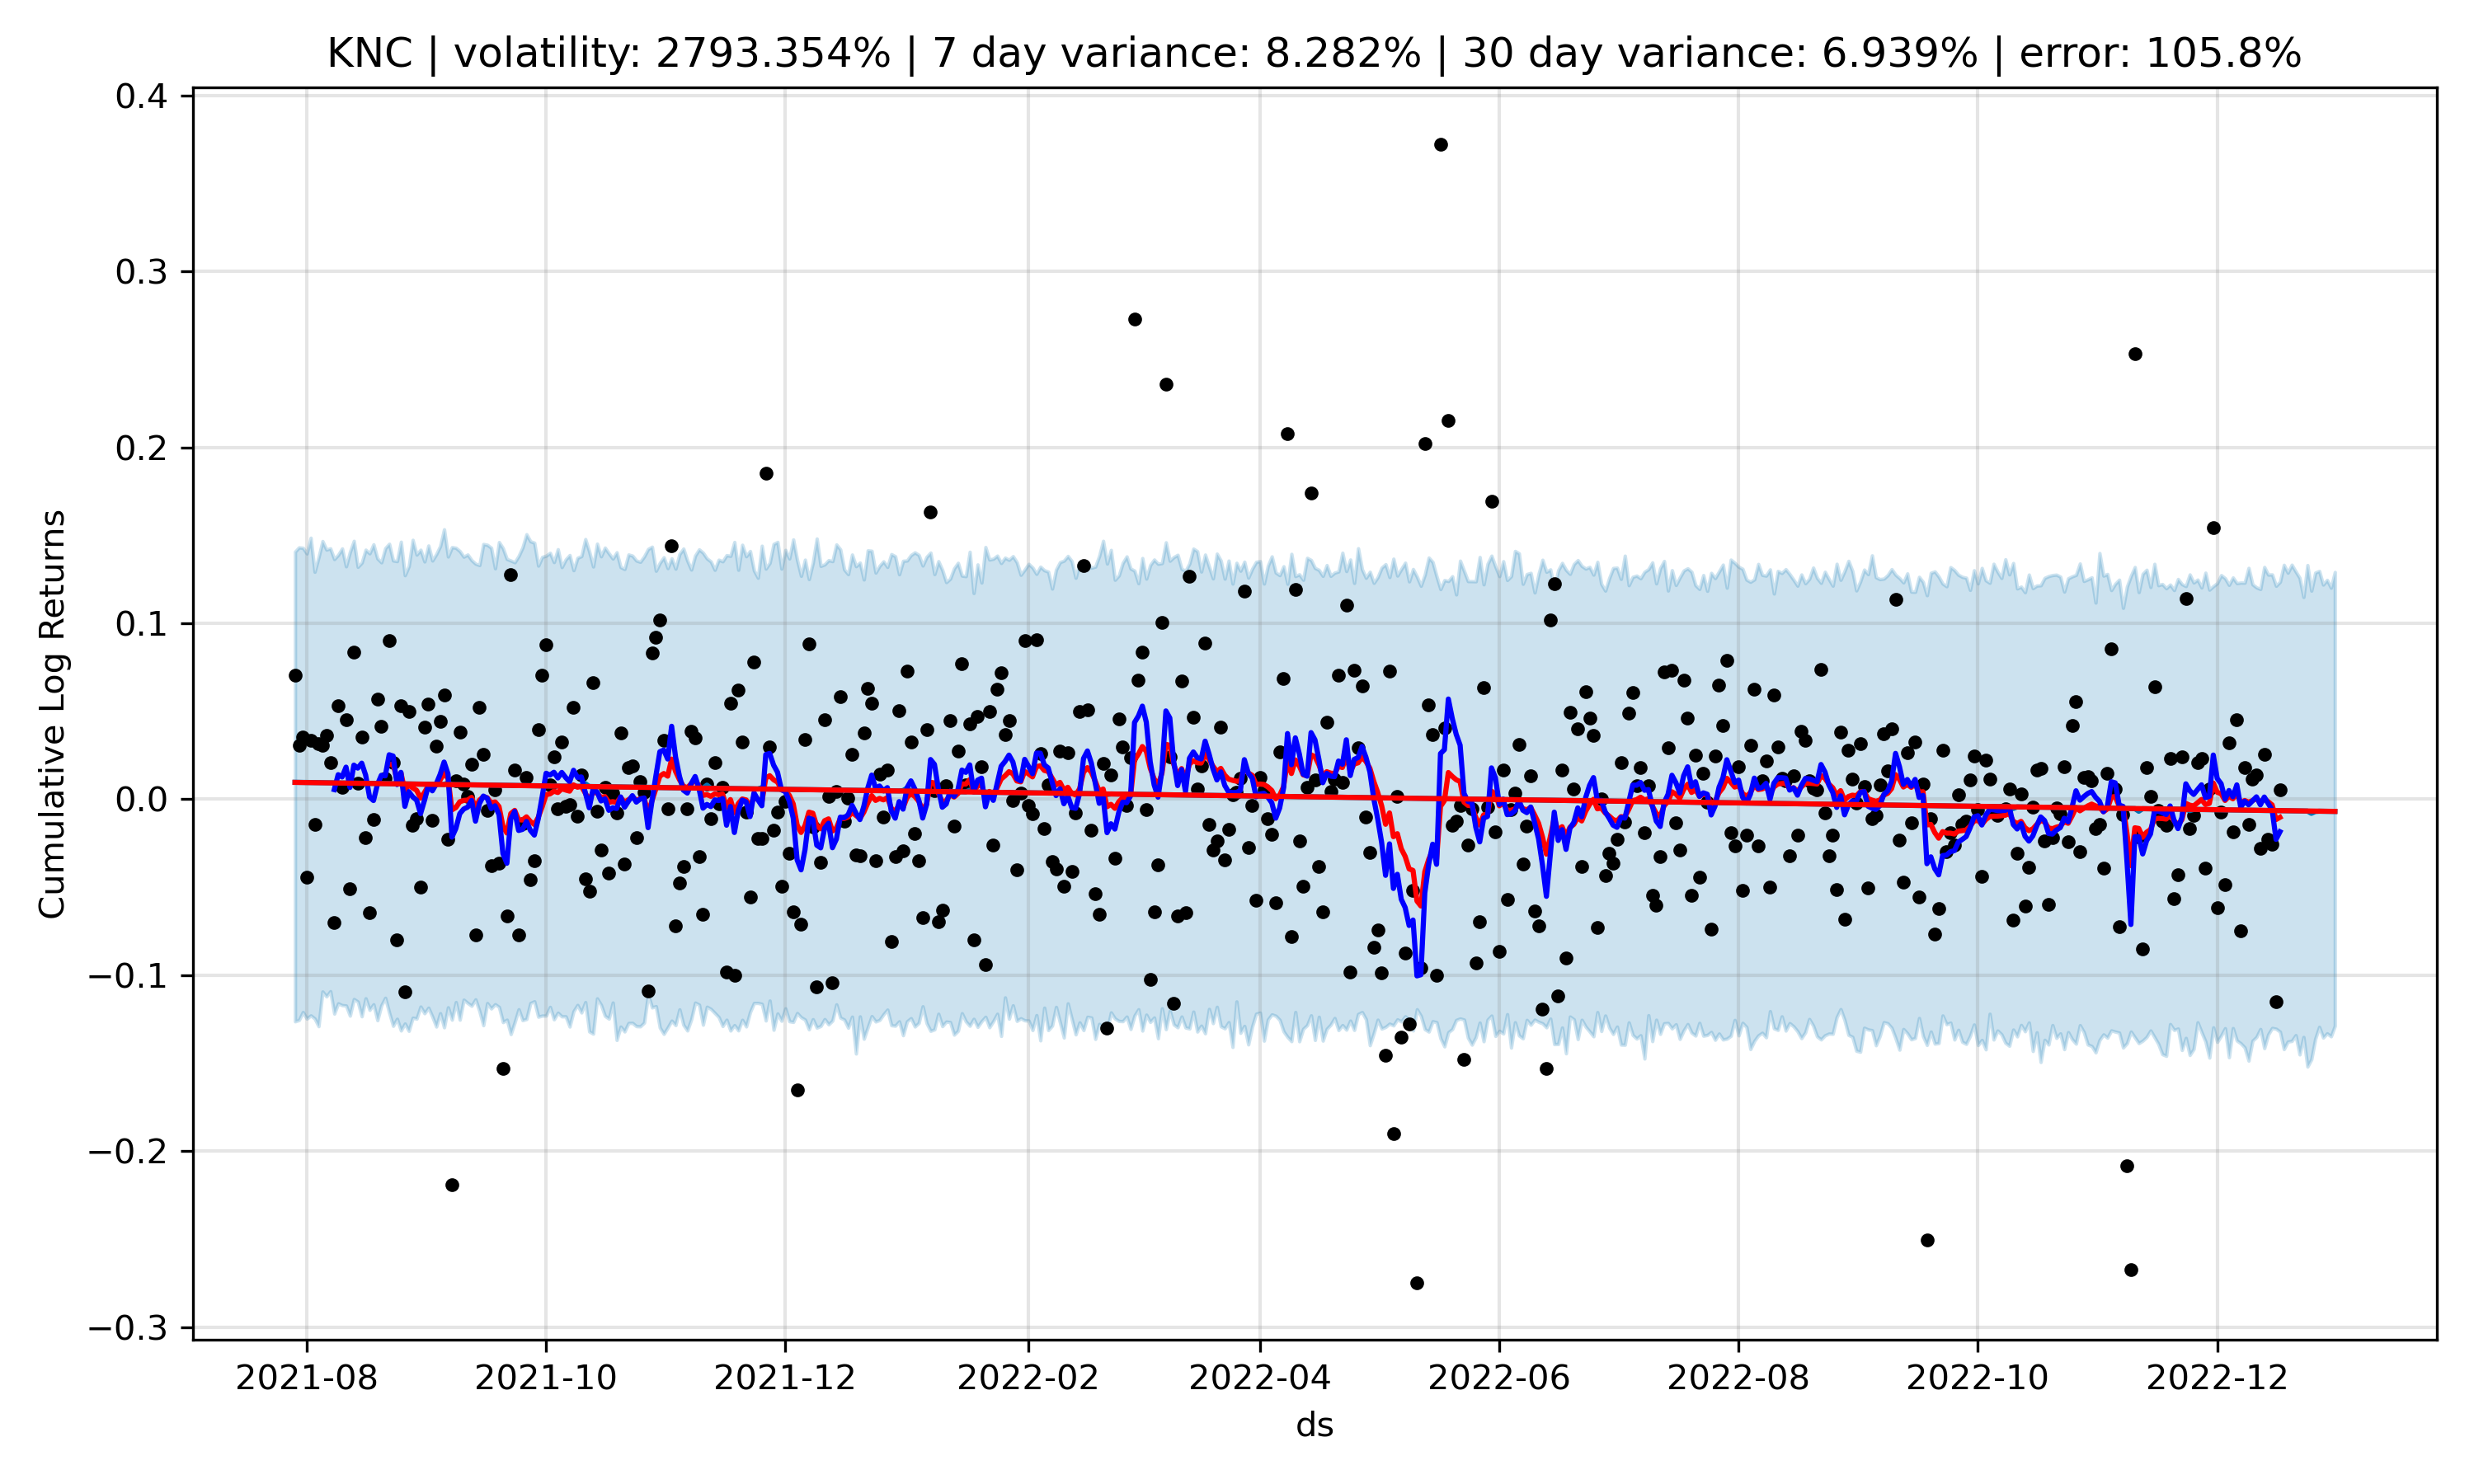 KNC | volatility: 2793.354% | 7 day variance: 8.282% | 30 day variance: 6.939% | error: 105.8%
0.4
0.3
0.2
0.1
0.0
−0.1
−0.2
−0.3
Cumulative Log Returns
2021-08 2021-10 2021-12 2022-02 2022-04 2022-06 2022-08 2022-10 2022-12
ds